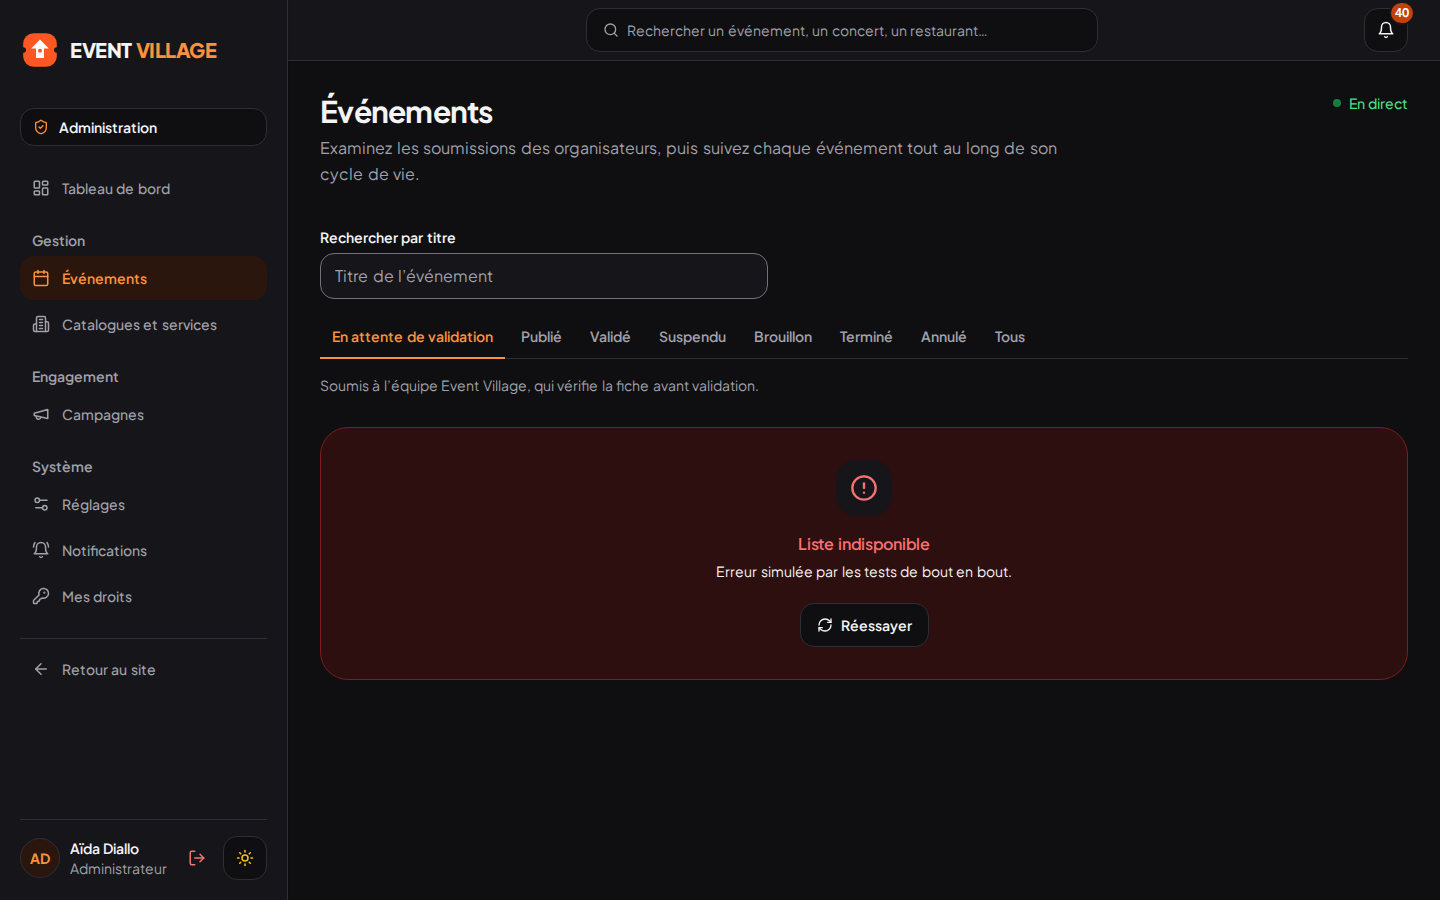 EVENT VILLAGE
Rechercher un événement, un concert, un restaurant...
40
Administration
Tableau de bord
Gestion
Événements
Catalogues et services
Engagement
Campagnes
Système
Réglages
Notifications
Mes droits
Retour au site
AD
Aïda Diallo
Administrateur
Événements
En direct
Examinez les soumissions des organisateurs, puis suivez chaque événement tout au long de son
cycle de vie.
Rechercher par titre
Titre de l’événement
En attente de validation Publié Validé Suspendu Brouillon Terminé Annulé Tous
Soumis à l’équipe Event Village, qui vérifie la fiche avant validation.
Liste indisponible
Erreur simulée par les tests de bout en bout.
Réessayer